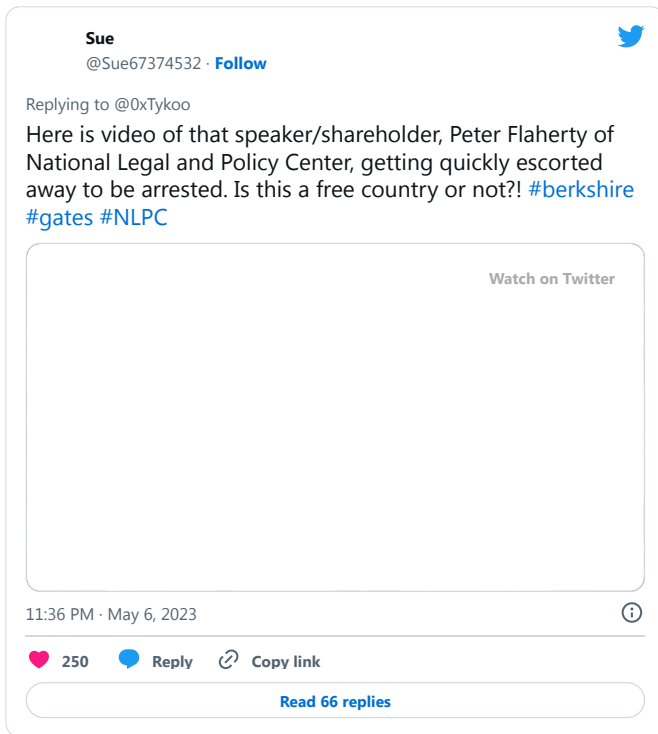 Sue
@Sue67374532 · Follow
Replying to @0xTykoo
Here is video of that speaker/shareholder, Peter Flaherty of
National Legal and Policy Center, getting quickly escorted
away to be arrested. Is this a free country or not?! #berkshire
#gates #NLPC
Watch on Twitter
11:36 PM · May 6, 2023
250 Reply Copy link
Read 66 replies